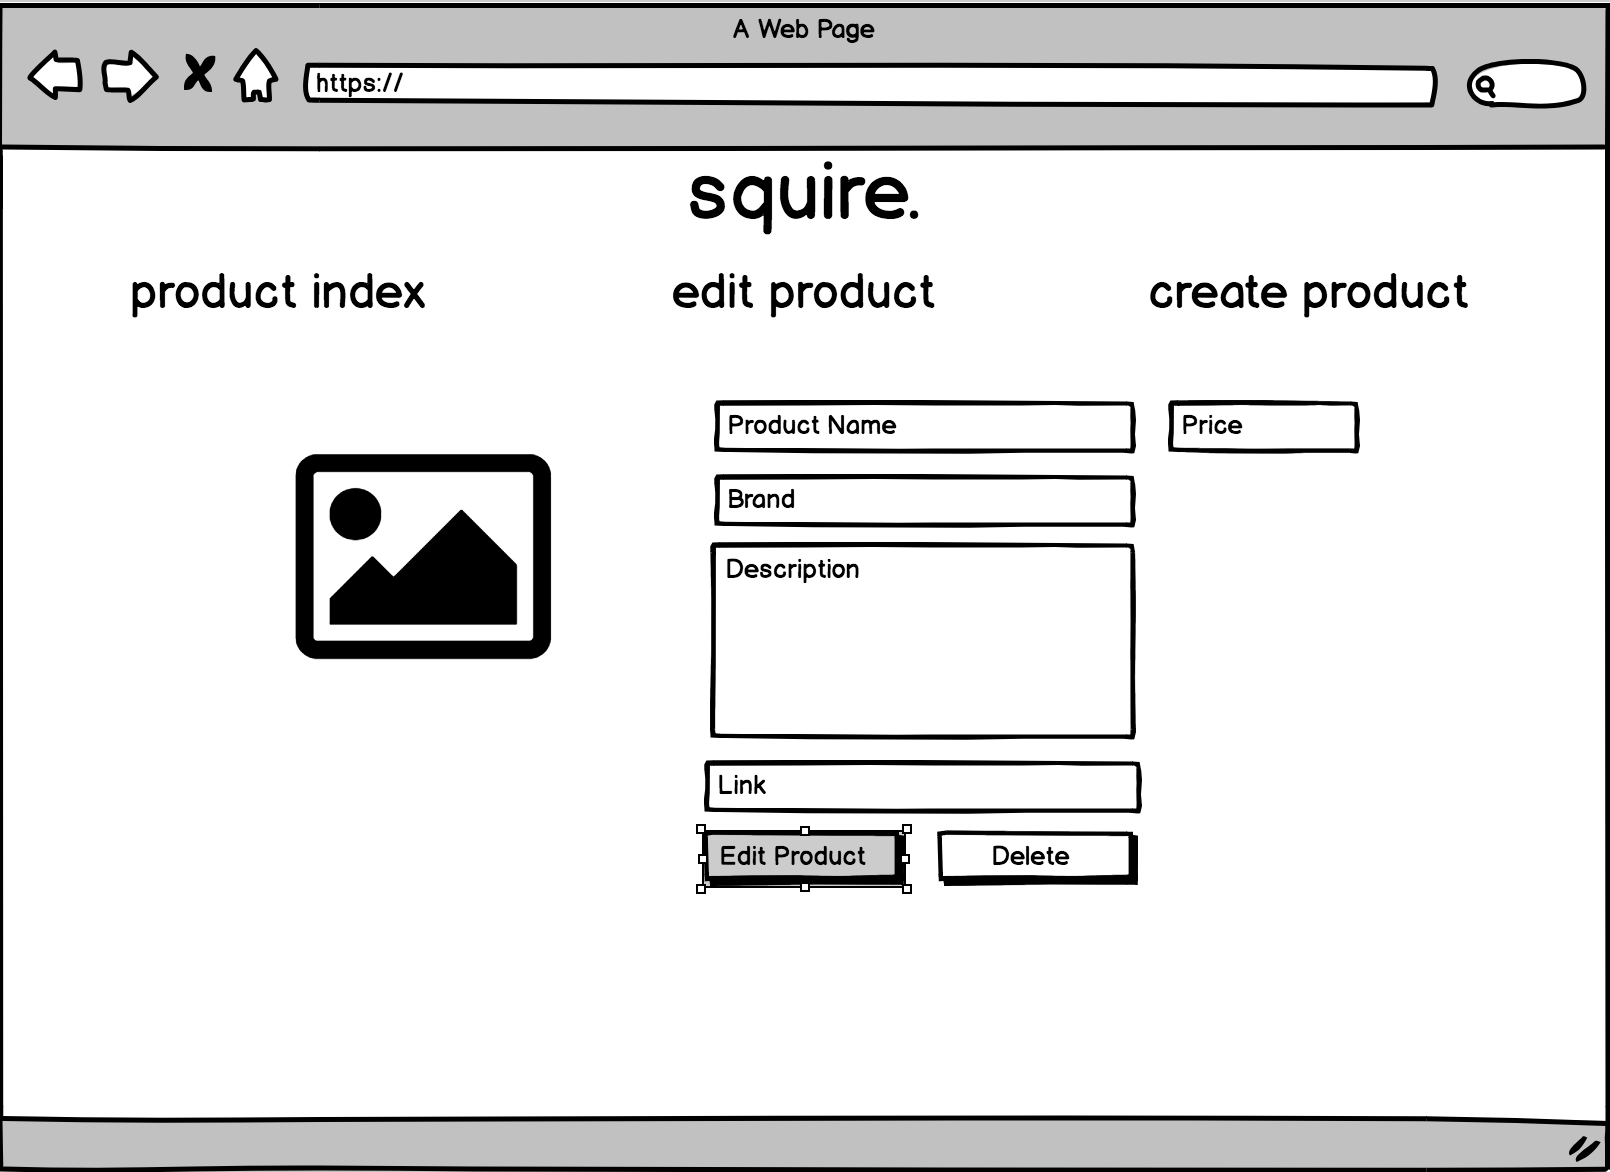 A Web Page
https://
squire.
product index
edit product
create product
Product Name
Price
Brand
Description
Link
Edit Product
Delete